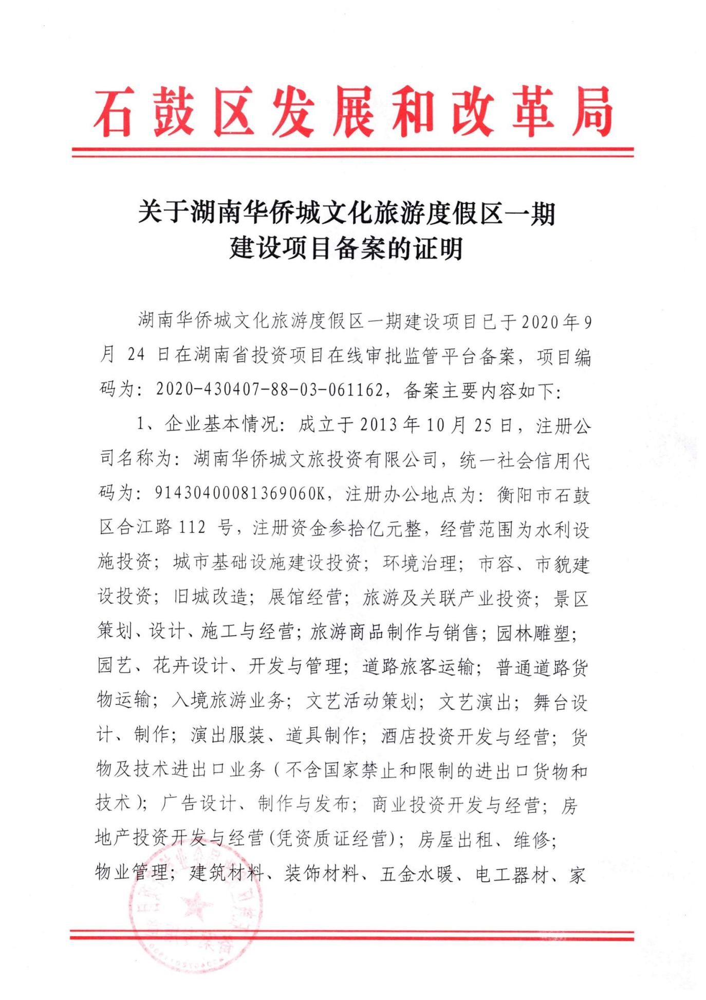 石鼓区发展和改革局
关于湖南华侨城文化旅游度假区一期
建设项目备案的证明
湖南华侨城文化旅游度假区一期建设项目已于2020年9
月 24 日在湖南省投资项目在线审批监管平台备案，项目编
码为：2020-430407-88-03-061162，备案主要内容如下：
1、企业基本情况：成立于2013年10月25日，注册公
司名称为：湖南华侨城文旅投资有限公司，统一社会信用代
码为：91430400081369060K，注册办公地点为：衡阳市石鼓
区合江路 112 号，注册资金参拾亿元整，经营范围为水利设
施投资；城市基础设施建设投资；环境治理；市容、市貌建
设投资；旧城改造；展馆经营；旅游及关联产业投资；景区
策划、设计、施工与经营；旅游商品制作与销售；园林雕塑；
园艺、花卉设计、开发与管理；道路旅客运输；普通道路货
物运输；入境旅游业务；文艺活动策划；文艺演出；舞台设
计、制作；演出服装、道具制作；酒店投资开发与经营；货
物及技术进出口业务（不含国家禁止和限制的进出口货物和
技术）；广告设计、制作与发布；商业投资开发与经营；房
地产投资开发与经营(凭资质证经营)；房屋出租、维修；
物业管理；建筑材料、装饰材料、五金水暖、电工器材、家